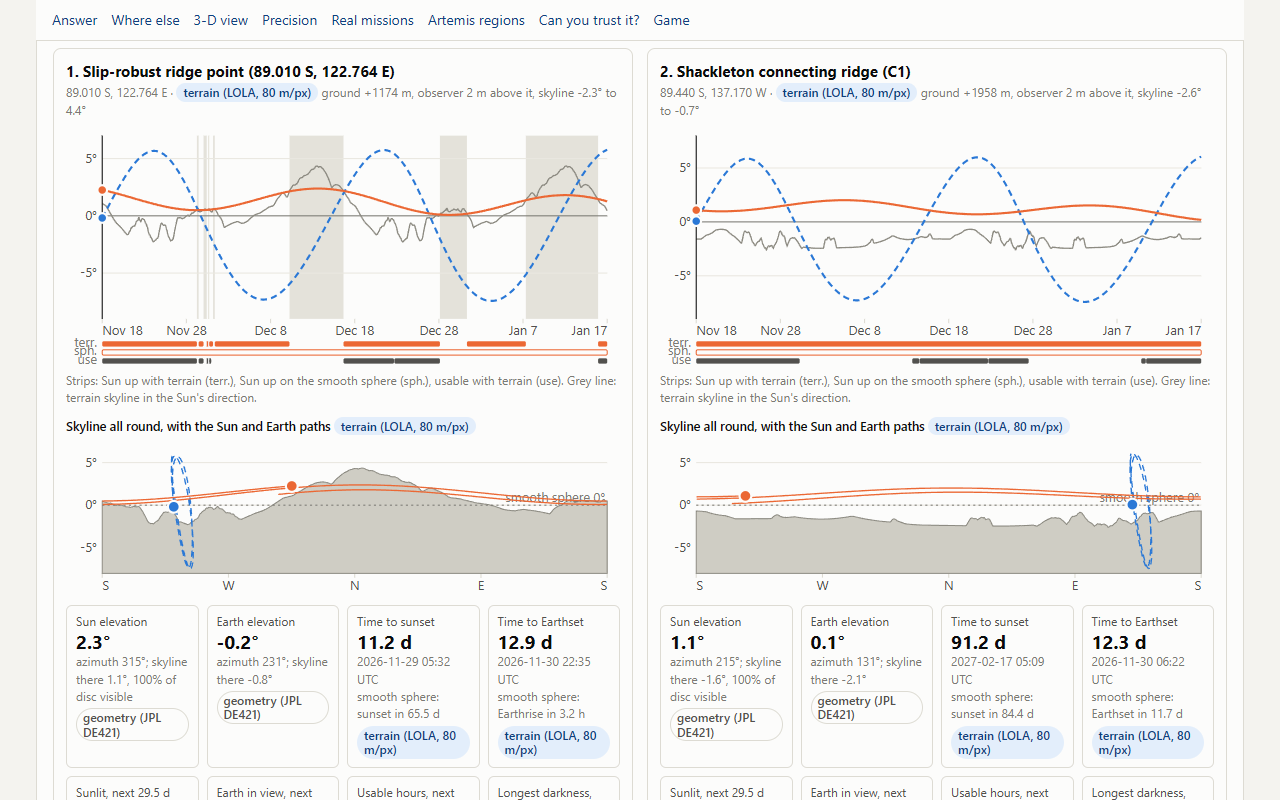 Answer Where else 3-D view Precision Real missions Artemis regions Can you trust it? Game
1. Slip-robust ridge point (89.010 S, 122.764 E)
89.010 S, 122.764 E · terrain (LOLA, 80 m/px) ground +1174 m, observer 2 m above it, skyline -2.3° to
4.4°
5°
0°
-5°
Nov 18 Nov 28 Dec 8 Dec 18 Dec 28 Jan 7 Jan 17
terr.
sph.
use
Strips: Sun up with terrain (terr.), Sun up on the smooth sphere (sph.), usable with terrain (use). Grey line:
terrain skyline in the Sun's direction.
Skyline all round, with the Sun and Earth paths terrain (LOLA, 80 m/px)
5°
0°
-5°
smooth sphere 0°
S W N E S
Sun elevation
2.3°
azimuth 315°; skyline
there 1.1°, 100% of
disc visible
geometry (JPL
DE421)
Earth elevation
-0.2°
azimuth 231°; skyline
there -0.8°
geometry (JPL
DE421)
Time to sunset
11.2 d
2026-11-29 05:32
UTC
smooth sphere:
sunset in 65.5 d
terrain (LOLA, 80
m/px)
Time to Earthset
12.9 d
2026-11-30 22:35
UTC
smooth sphere:
Earthrise in 3.2 h
terrain (LOLA, 80
m/px)
Sunlit, next 29.5 d
Earth in view, next
Usable hours, next
Longest darkness,
2. Shackleton connecting ridge (C1)
89.440 S, 137.170 W · terrain (LOLA, 80 m/px) ground +1958 m, observer 2 m above it, skyline -2.6°
to -0.7°
5°
0°
-5°
Nov 18 Nov 28 Dec 8 Dec 18 Dec 28 Jan 7 Jan 17
terr.
sph.
use
Strips: Sun up with terrain (terr.), Sun up on the smooth sphere (sph.), usable with terrain (use). Grey line:
terrain skyline in the Sun's direction.
Skyline all round, with the Sun and Earth paths terrain (LOLA, 80 m/px)
5°
0°
-5°
smooth sphere 0°
S W N E S
Sun elevation
1.1°
azimuth 215°; skyline
there -1.6°, 100% of
disc visible
geometry (JPL
DE421)
Earth elevation
0.1°
azimuth 131°; skyline
there -2.1°
geometry (JPL
DE421)
Time to sunset
91.2 d
2027-02-17 05:09
UTC
smooth sphere:
sunset in 84.4 d
terrain (LOLA, 80
m/px)
Time to Earthset
12.3 d
2026-11-30 06:22
UTC
smooth sphere:
Earthset in 11.7 d
terrain (LOLA, 80
m/px)
Sunlit, next 29.5 d
Earth in view, next
Usable hours, next
Longest darkness,